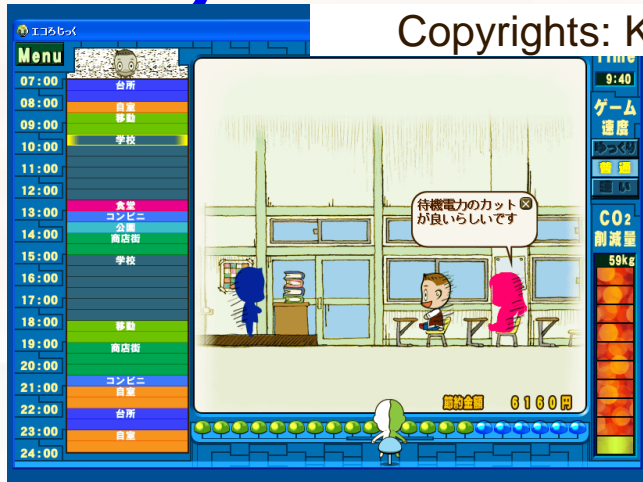 エコろじっく
Copyrights: K
Menu
07:00
台所
08:00
自室
09:00
移動
10:00
学校
11:00
12:00
13:00
食堂
コンビニ
14:00
公園
商店街
15:00
学校
16:00
17:00
18:00
移動
19:00
商店街
20:00
21:00
コンビニ
自室
22:00
台所
23:00
自室
24:00
待機電力のカット
が良いらしいです
節約金額 6160円
Time
9:40
ゲーム
速度
ゆっくり
普通
速い
CO2
削減量
59kg